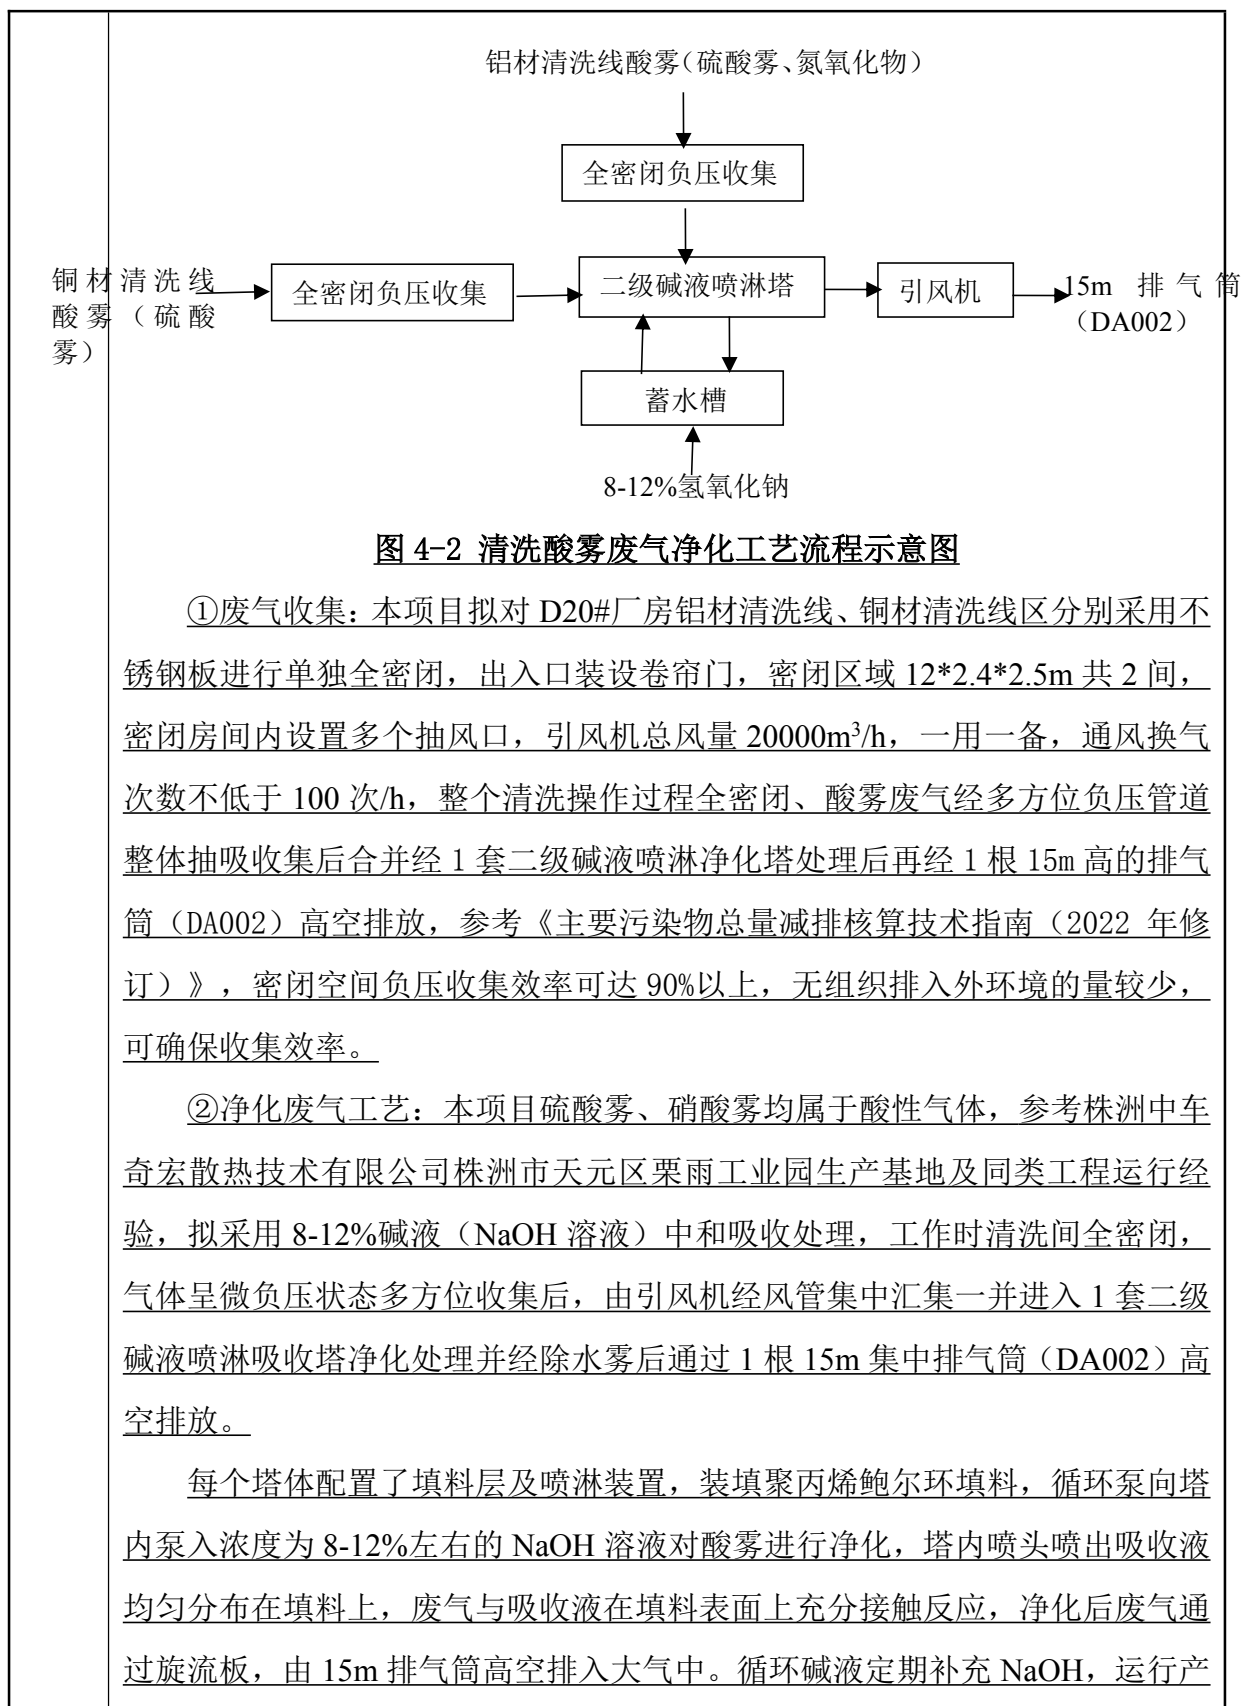 铝材清洗线酸雾（硫酸雾、氮氧化物）
全密闭负压收集
铜材清洗线
酸雾（硫酸
雾）
全密闭负压收集
二级碱液喷淋塔
引风机
15m 排气筒
（DA002）
蓄水槽
8-12%氢氧化钠
图 4-2 清洗酸雾废气净化工艺流程示意图
①废气收集：本项目拟对 D20#厂房铝材清洗线、铜材清洗线区分别采用不
锈钢板进行单独全密闭，出入口装设卷帘门，密闭区域 12*2.4*2.5m 共 2 间，
密闭房间内设置多个抽风口，引风机总风量 20000m³/h，一用一备，通风换气
次数不低于 100 次/h，整个清洗操作过程全密闭、酸雾废气经多方位负压管道
整体抽吸收集后合并经 1 套二级碱液喷淋净化塔处理后再经 1 根 15m 高的排气
筒（DA002）高空排放，参考《主要污染物总量减排核算技术指南（2022 年修
订）》，密闭空间负压收集效率可达 90%以上，无组织排入外环境的量较少，
可确保收集效率。
②净化废气工艺：本项目硫酸雾、硝酸雾均属于酸性气体，参考株洲中车
奇宏散热技术有限公司株洲市天元区栗雨工业园生产基地及同类工程运行经
验，拟采用 8-12%碱液（NaOH 溶液）中和吸收处理，工作时清洗间全密闭，
气体呈微负压状态多方位收集后，由引风机经风管集中汇集一并进入 1 套二级
碱液喷淋吸收塔净化处理并经除水雾后通过 1 根 15m 集中排气筒（DA002）高
空排放。
每个塔体配置了填料层及喷淋装置，装填聚丙烯鲍尔环填料，循环泵向塔
内泵入浓度为 8-12%左右的 NaOH 溶液对酸雾进行净化，塔内喷头喷出吸收液
均匀分布在填料上，废气与吸收液在填料表面上充分接触反应，净化后废气通
过旋流板，由 15m 排气筒高空排入大气中。循环碱液定期补充 NaOH，运行产